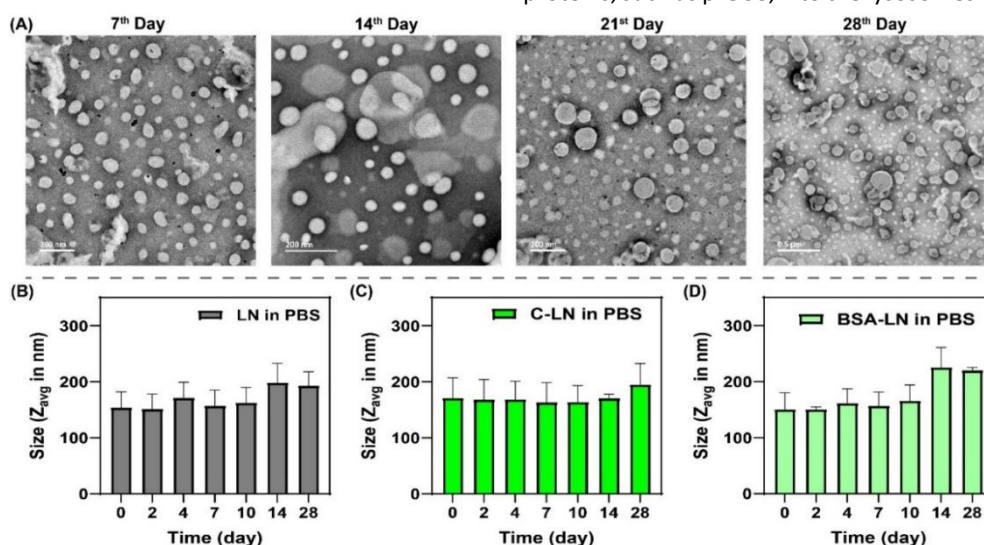 (A)
7th Day
14th Day
21st Day
28th Day
200 nm
200 nm
200 nm
0.5 µm
(B)
LN in PBS
Size (Zavg in nm)
300
200
100
0
0 2 4 7 10 14 28
Time (day)
(C)
C-LN in PBS
Size (Zavg in nm)
300
200
100
0
0 2 4 7 10 14 28
Time (day)
(D)
BSA-LN in PBS
Size (Zavg in nm)
300
200
100
0
0 2 4 7 10 14 28
Time (day)